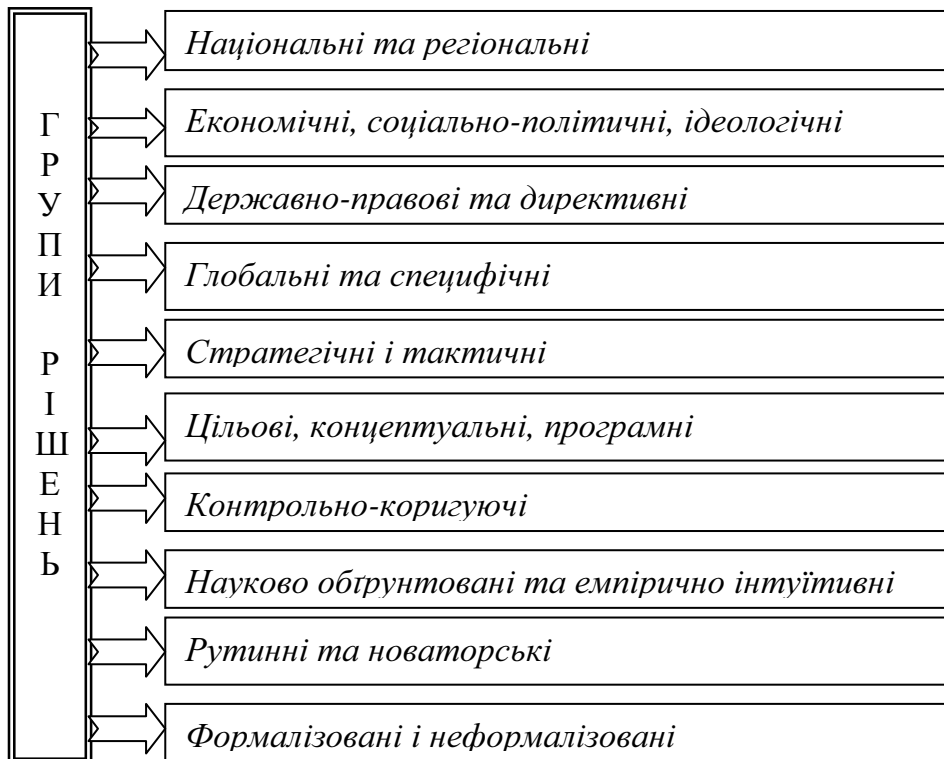 ГРУПИ РІШЕНЬ
Національні та регіональні
Економічні, соціально-політичні, ідеологічні
Державно-правові та директивні
Глобальні та специфічні
Стратегічні і тактичні
Цільові, концептуальні, програмні
Контрольно-коригуючі
Науково обґрунтовані та емпірично інтуїтивні
Рутинні та новаторські
Формалізовані і неформалізовані